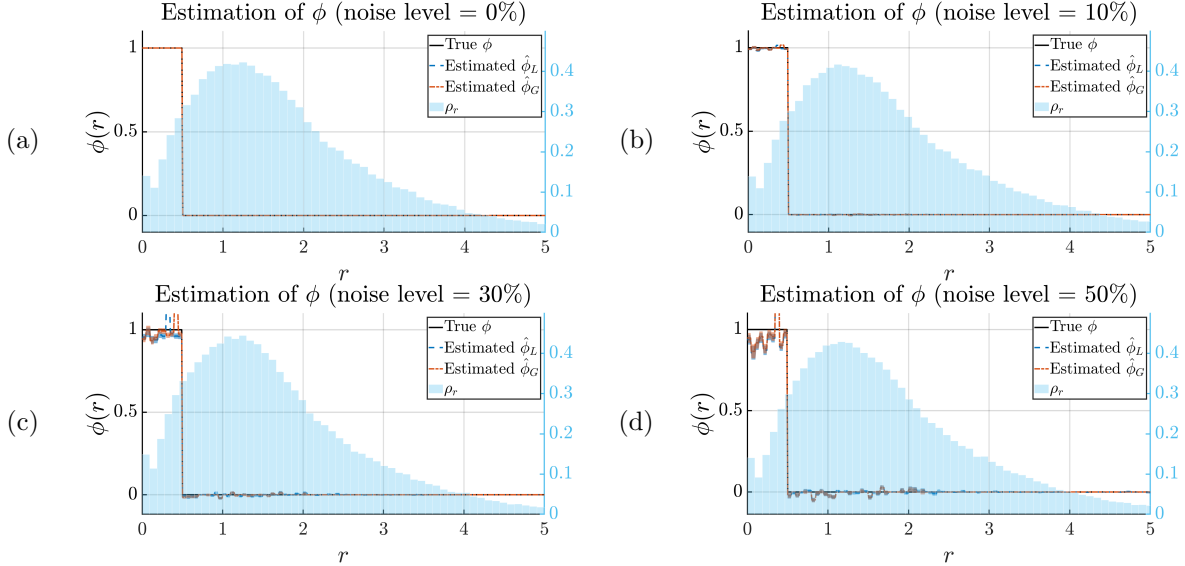 Estimation of ϕ (noise level = 0%)
(a)
ϕ(r)
1
0.5
0
True ϕ
Estimated ϕ̂_L
Estimated ϕ̂_G
ρ_r
0.4
0.3
0.2
0.1
0
0 1 2 3 4 5
r
Estimation of ϕ (noise level = 10%)
(b)
ϕ(r)
1
0.5
0
True ϕ
Estimated ϕ̂_L
Estimated ϕ̂_G
ρ_r
0.4
0.3
0.2
0.1
0
0 1 2 3 4 5
r
Estimation of ϕ (noise level = 30%)
(c)
ϕ(r)
1
0.5
0
True ϕ
Estimated ϕ̂_L
Estimated ϕ̂_G
ρ_r
0.4
0.3
0.2
0.1
0
0 1 2 3 4 5
r
Estimation of ϕ (noise level = 50%)
(d)
ϕ(r)
1
0.5
0
True ϕ
Estimated ϕ̂_L
Estimated ϕ̂_G
ρ_r
0.4
0.3
0.2
0.1
0
0 1 2 3 4 5
r